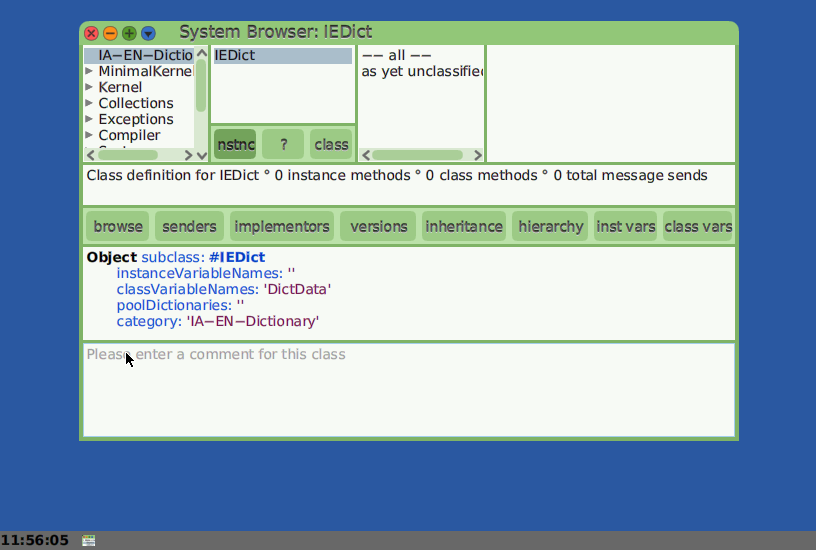 System Browser: IEDict
IA−EN−Dictio
MinimalKerne
Kernel
Collections
Exceptions
Compiler
IEDict
nstnc
?
class
−− all −−
as yet unclassified
Class definition for IEDict ° 0 instance methods ° 0 class methods ° 0 total message sends
browse
senders
implementors
versions
inheritance
hierarchy
inst vars
class vars
Object subclass: #IEDict
instanceVariableNames: ''
classVariableNames: 'DictData'
poolDictionaries: ''
category: 'IA−EN−Dictionary'
Please enter a comment for this class
11:56:05